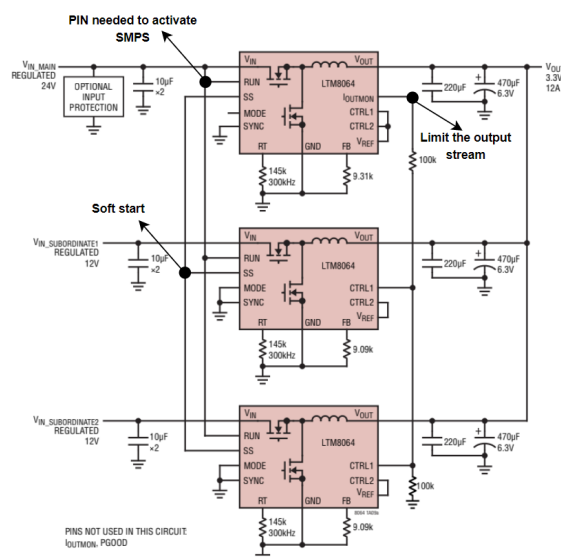 PIN needed to activate
SMPS
VIN_MAIN
REGULATED
24V
OPTIONAL
INPUT
PROTECTION
10µF
×2
VIN
RUN
SS
MODE
SYNC
RT
GND
FB
LTM8064
VOUT
IOUTMON
CTRL1
CTRL2
VREF
145k
300kHz
9.31k
220µF
470µF
6.3V
VOUT
3.3V
12A
Limit the output
stream
100k
Soft start
VIN_SUBORDINATE1
REGULATED
12V
10µF
×2
VIN
RUN
SS
MODE
SYNC
RT
GND
FB
LTM8064
VOUT
CTRL1
CTRL2
VREF
145k
300kHz
9.09k
220µF
470µF
6.3V
VIN_SUBORDINATE2
REGULATED
12V
10µF
×2
VIN
RUN
SS
MODE
SYNC
RT
GND
FB
LTM8064
VOUT
CTRL1
CTRL2
VREF
145k
300kHz
9.09k
220µF
470µF
6.3V
100k
PINS NOT USED IN THIS CIRCUIT:
IOUTMON, PGOOD